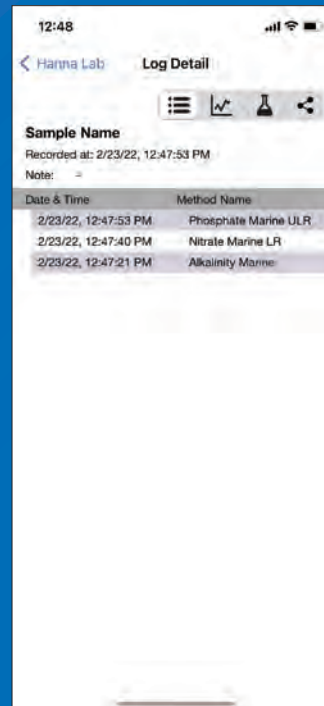 12:48
Hanna Lab Log Detail
Sample Name
Recorded at: 2/23/22, 12:47:53 PM
Note: =
Date & Time Method Name
2/23/22, 12:47:53 PM Phosphate Marine ULR
2/23/22, 12:47:40 PM Nitrate Marine LR
2/23/22, 12:47:21 PM Alkalinity Marine